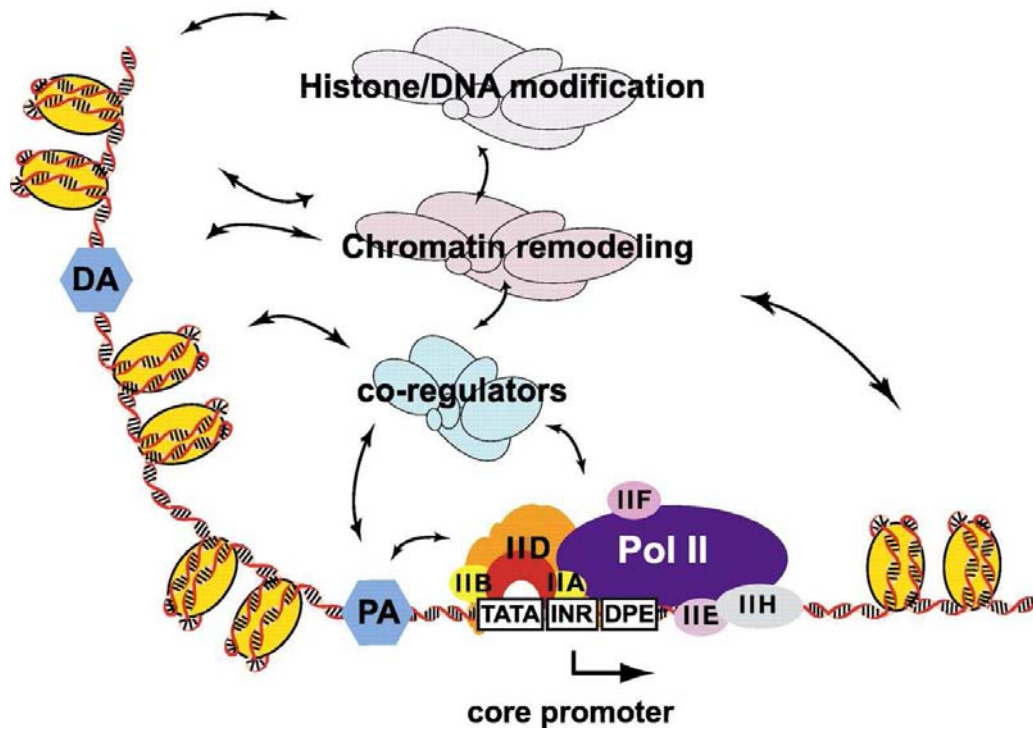 Histone/DNA modification
Chromatin remodeling
DA
co-regulators
IIF
IID
Pol II
IIB
IIA
PA
TATA
INR
DPE
IIE
IIH
core promoter